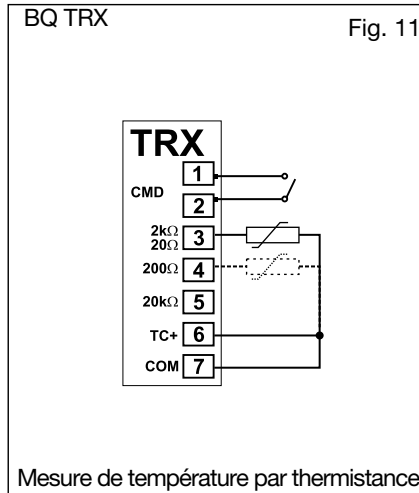 BQ TRX
Fig. 11
TRX
1
CMD
2
2kΩ
20Ω
3
200Ω
4
20kΩ
5
TC+
6
COM
7
Mesure de température par thermistance